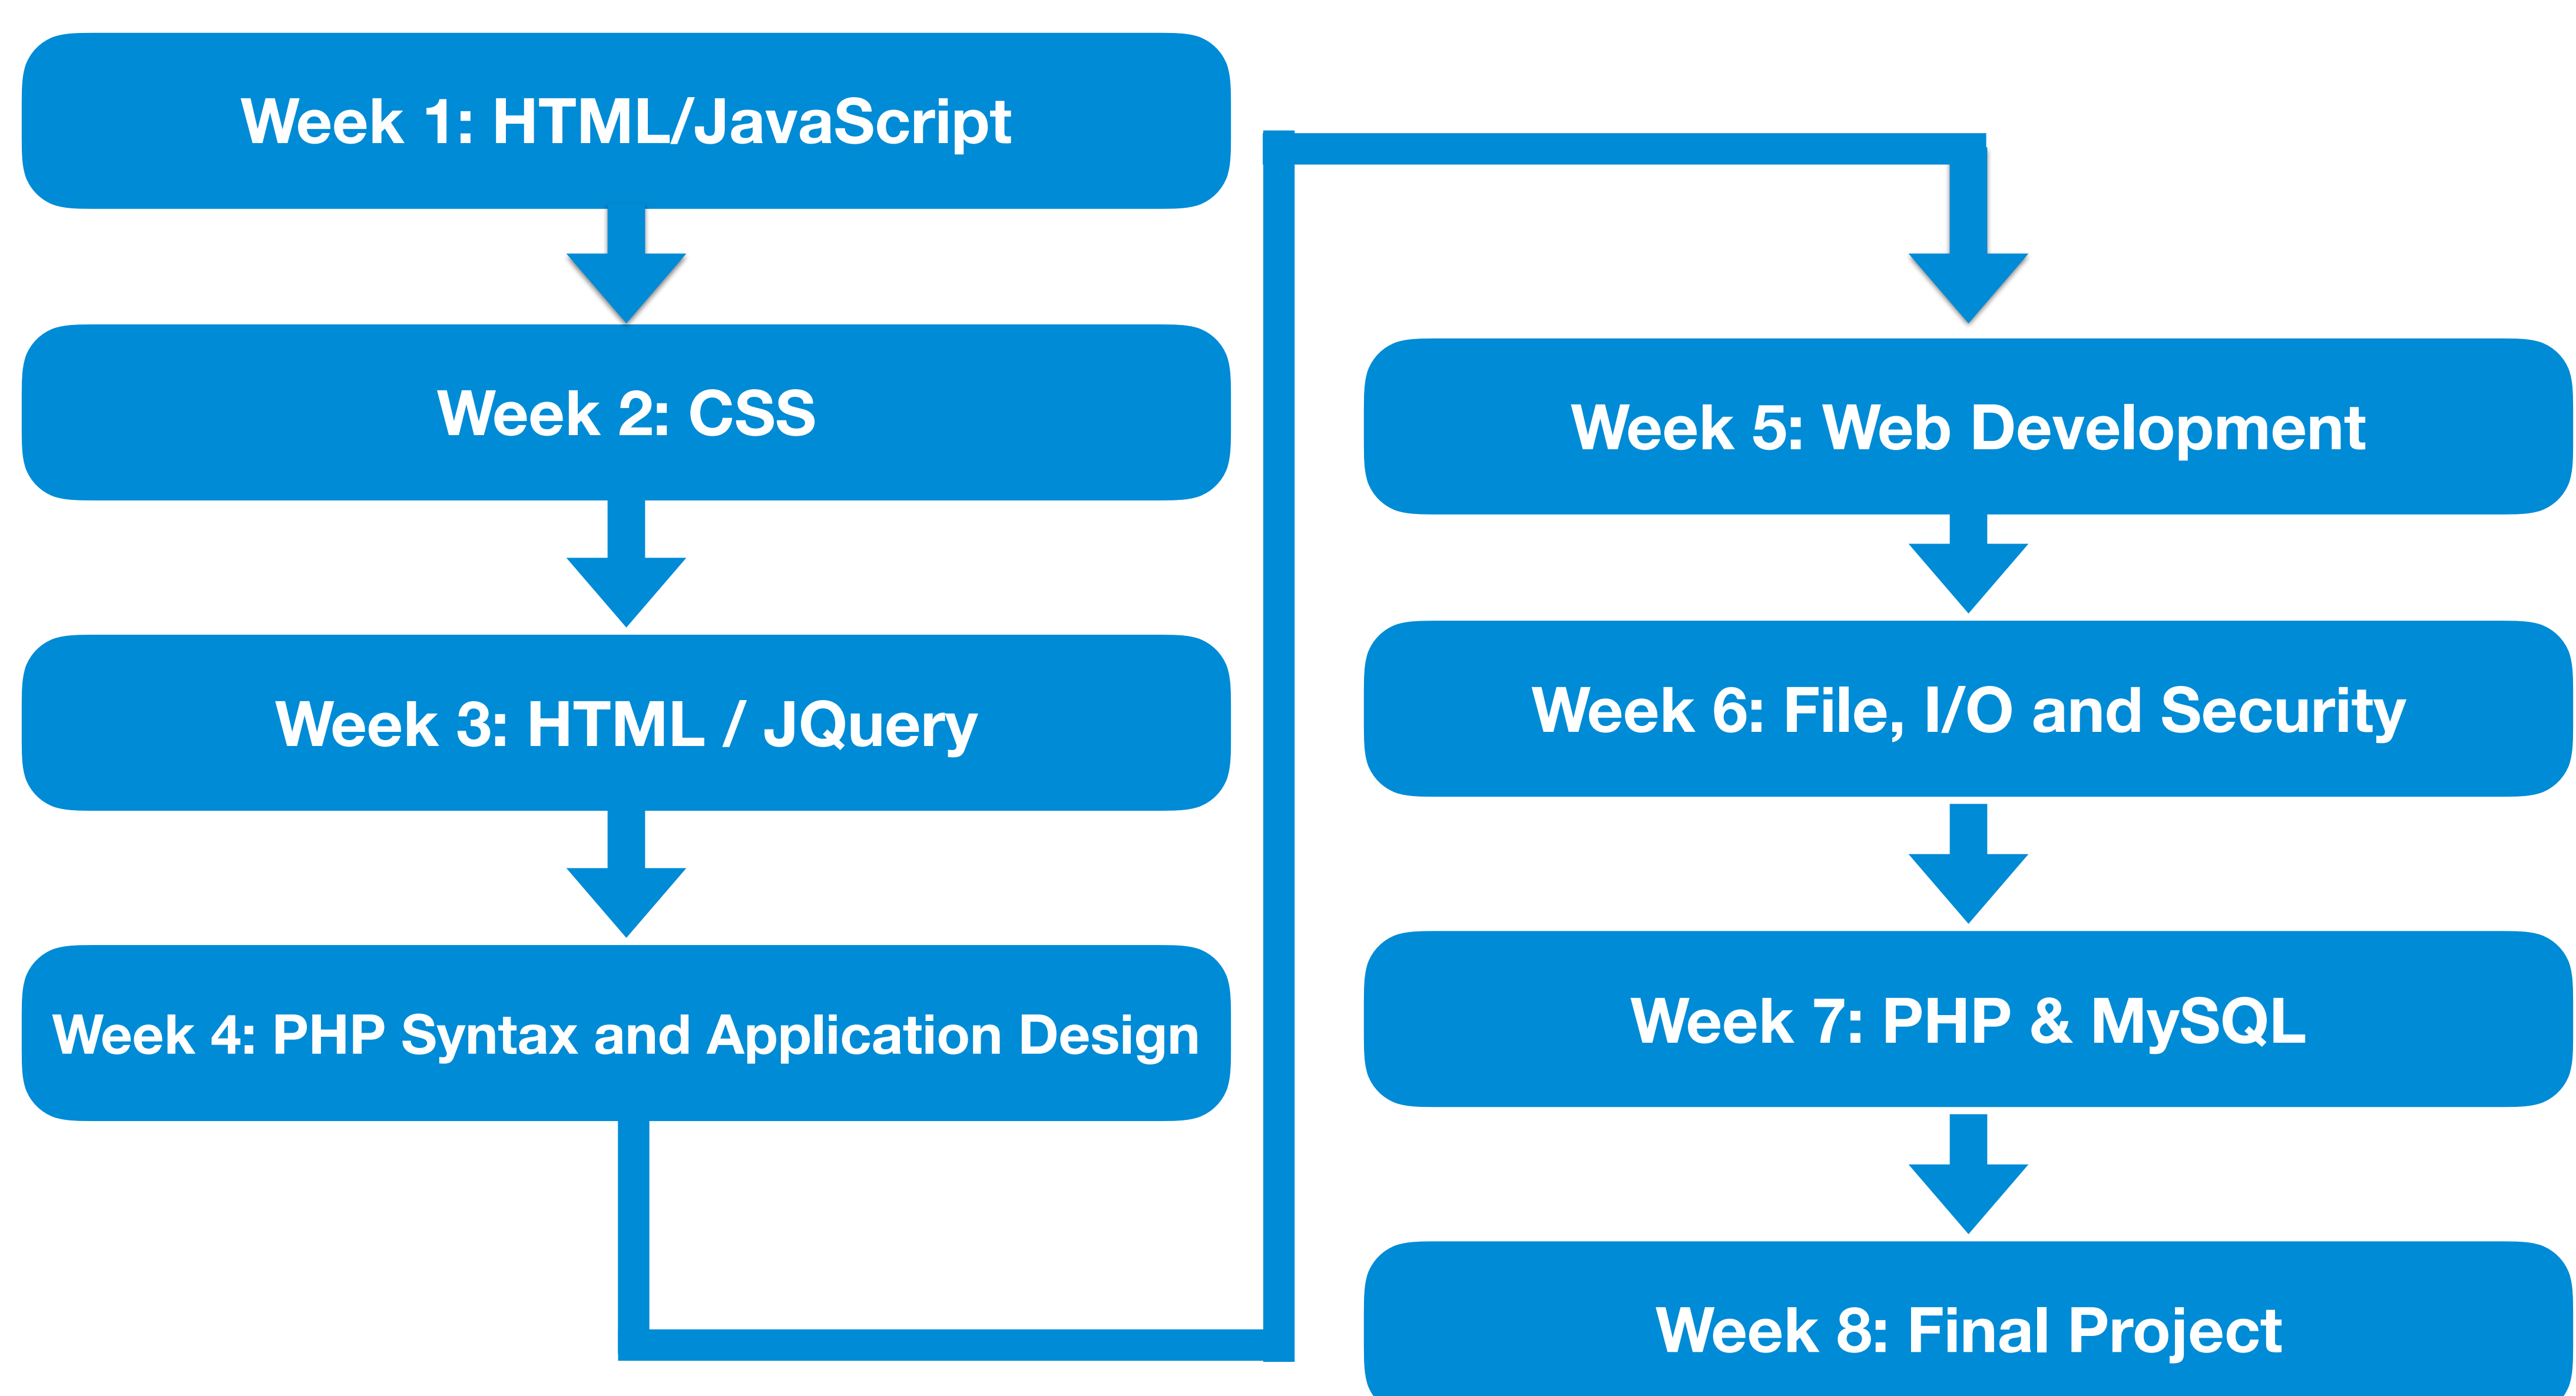 Week 1: HTML/JavaScript
Week 2: CSS
Week 3: HTML / JQuery
Week 4: PHP Syntax and Application Design
Week 5: Web Development
Week 6: File, I/O and Security
Week 7: PHP & MySQL
Week 8: Final Project